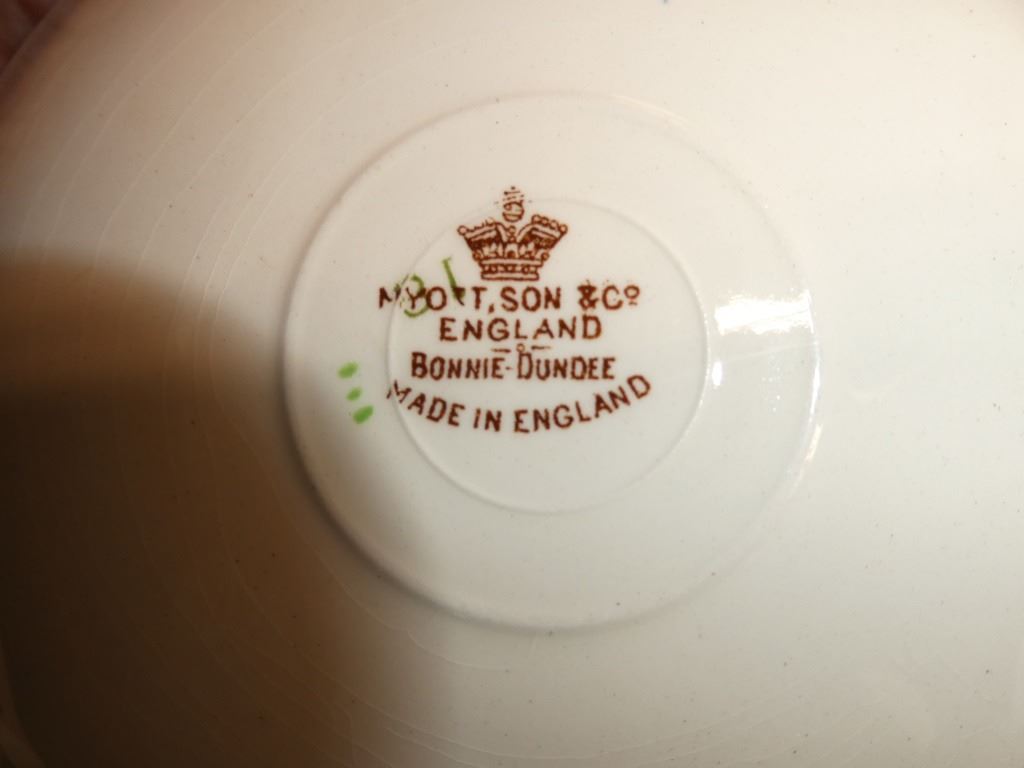 MYOTT, SON & Cº
ENGLAND
BONNIE-DUNDEE
MADE IN ENGLAND